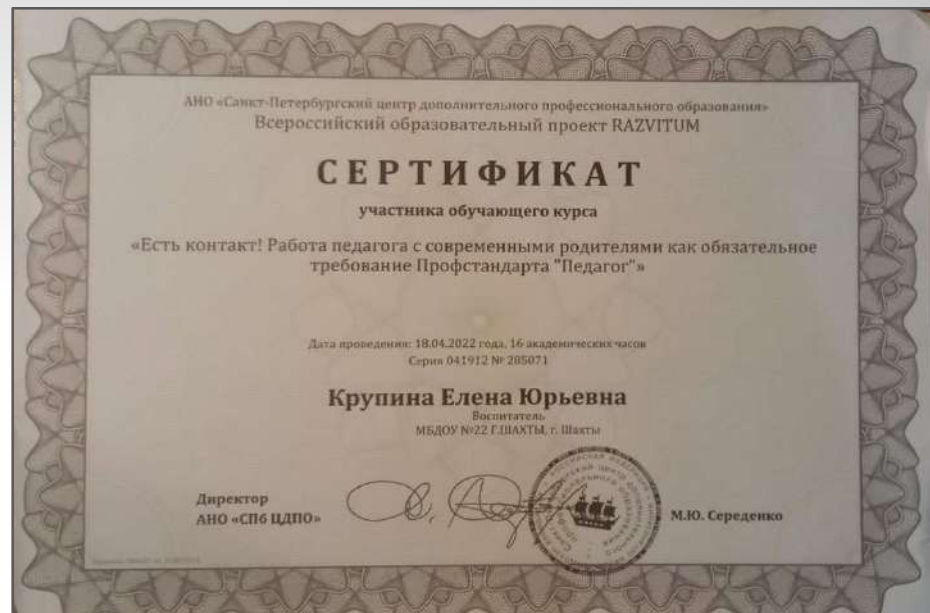 АНО «Санкт-Петербургский центр дополнительного профессионального образования»
Всероссийский образовательный проект RAZVITUM
СЕРТИФИКАТ
участника обучающего курса
«Есть контакт! Работа педагога с современными родителями как обязательное
требование Профстандарта "Педагог"»
Дата проведения: 18.04.2022 года, 16 академических часов
Серия 041912 № 285071
Крупина Елена Юрьевна
Воспитатель
МБДОУ №22 Г.ШАХТЫ, г. Шахты
Директор
АНО «СПб ЦДПО»
М.Ю. Середенко